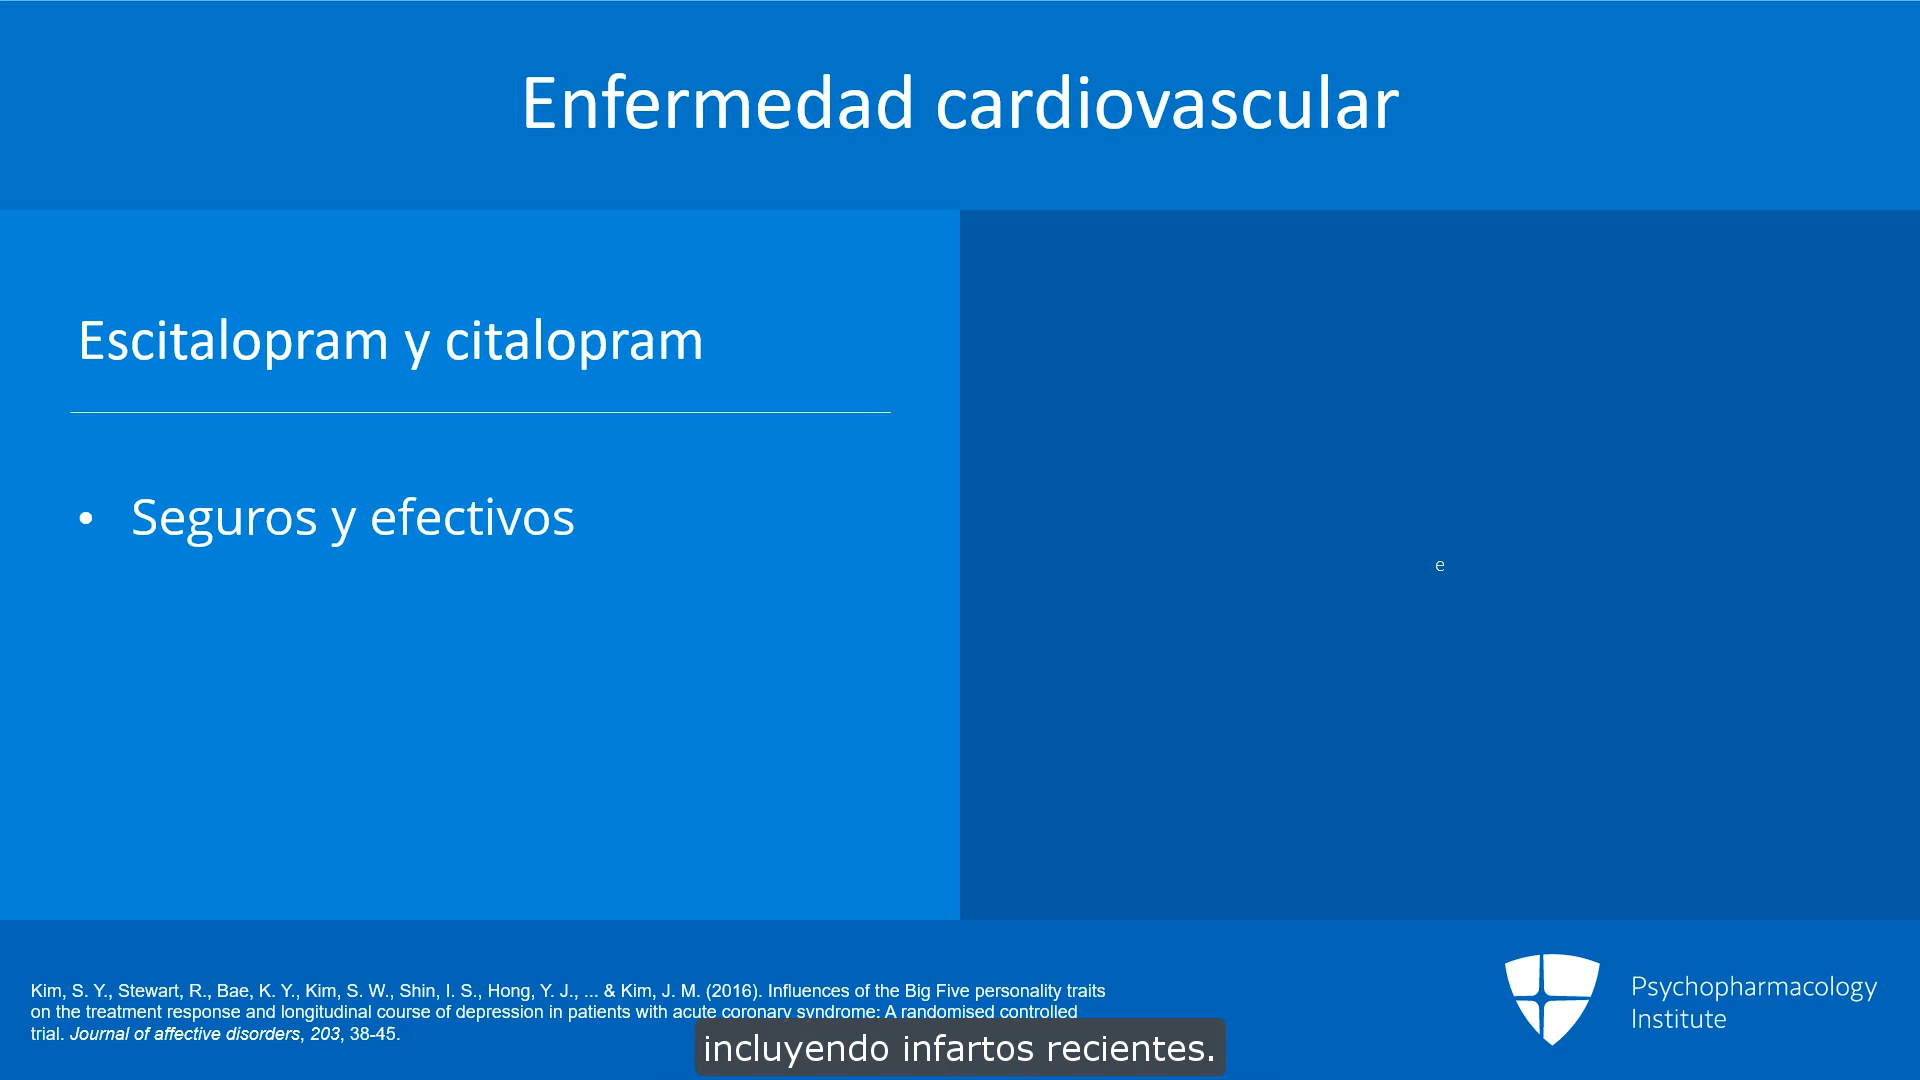 Enfermedad cardiovascular
Escitalopram y citalopram
• Seguros y efectivos
e
Kim, S. Y., Stewart, R., Bae, K. Y., Kim, S. W., Shin, I. S., Hong, Y. J., ... & Kim, J. M. (2016). Influences of the Big Five personality traits
on the treatment response and longitudinal course of depression in patients with acute coronary syndrome: A randomised controlled
trial. Journal of affective disorders, 203, 38-45.
Psychopharmacology
Institute
incluyendo infartos recientes.